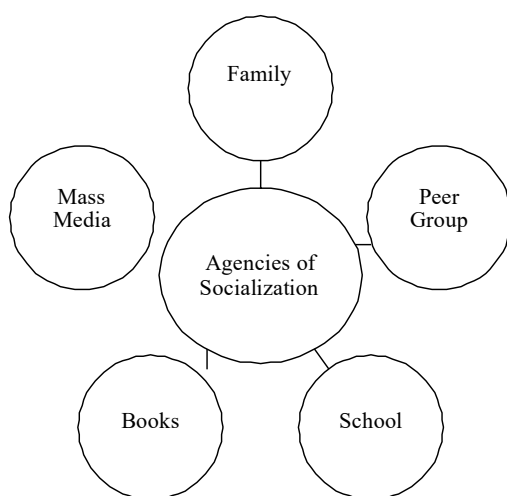 Family
Mass
Media
Peer
Group
Agencies of
Socialization
Books
School